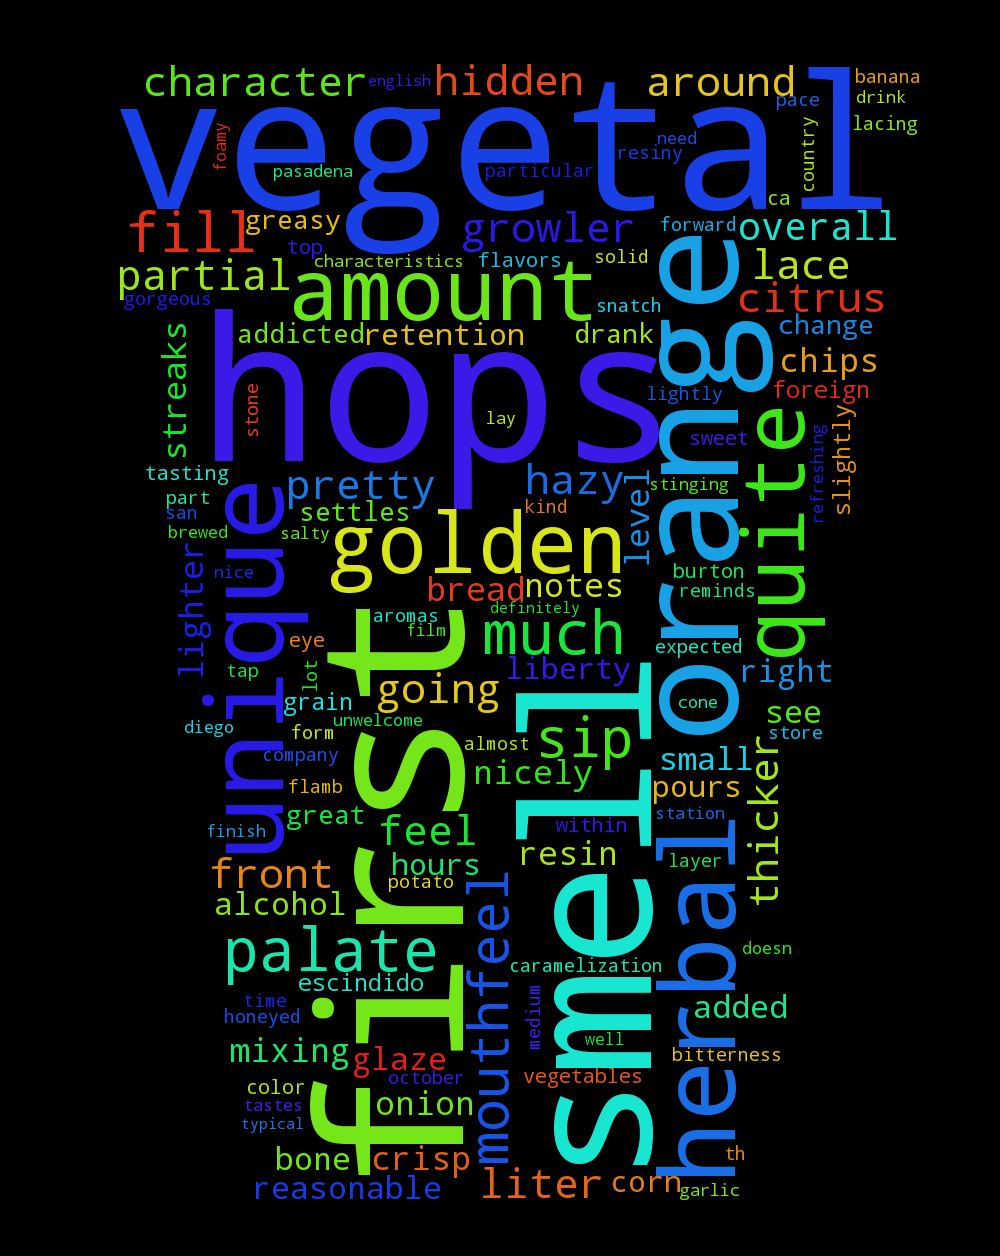 character
english
hidden
around
banana
pace
drink
lacing
vegetal
foamy
pasadena
particular
need
resiny
country
ca
fill
greasy
growler
forward
overall
top
characteristics
flavors
solid
partial
gorgeous
amount
snatch
lace
citrus
orange
hops
addicted
retention
drank
change
chips
streaks
stone
lay
lightly
foreign
quite
slightly
refreshing
sweet
tasting
part
san
brewed
pretty
hazy
level
stinging
settles
kind
salty
unique
golden
lighter
nice
bread
notes
burton
reminds
aromas
definitely
film
first
much
expected
eye
tap
lot
liberty
right
grain
going
smell
cone
see
store
diego
form
unwelcome
almost
sip
small
company
nicely
pours
thicker
flamb
great
feel
within
station
finish
resin
layer
front
hours
potato
alcohol
mouthfeel
herbal
palate
caramelization
doesn
escindido
time
honeyed
medium
added
well
mixing
glaze
bitterness
october
vegetables
color
tastes
typical
onion
bone
crisp
th
reasonable
liter
corn
garlic